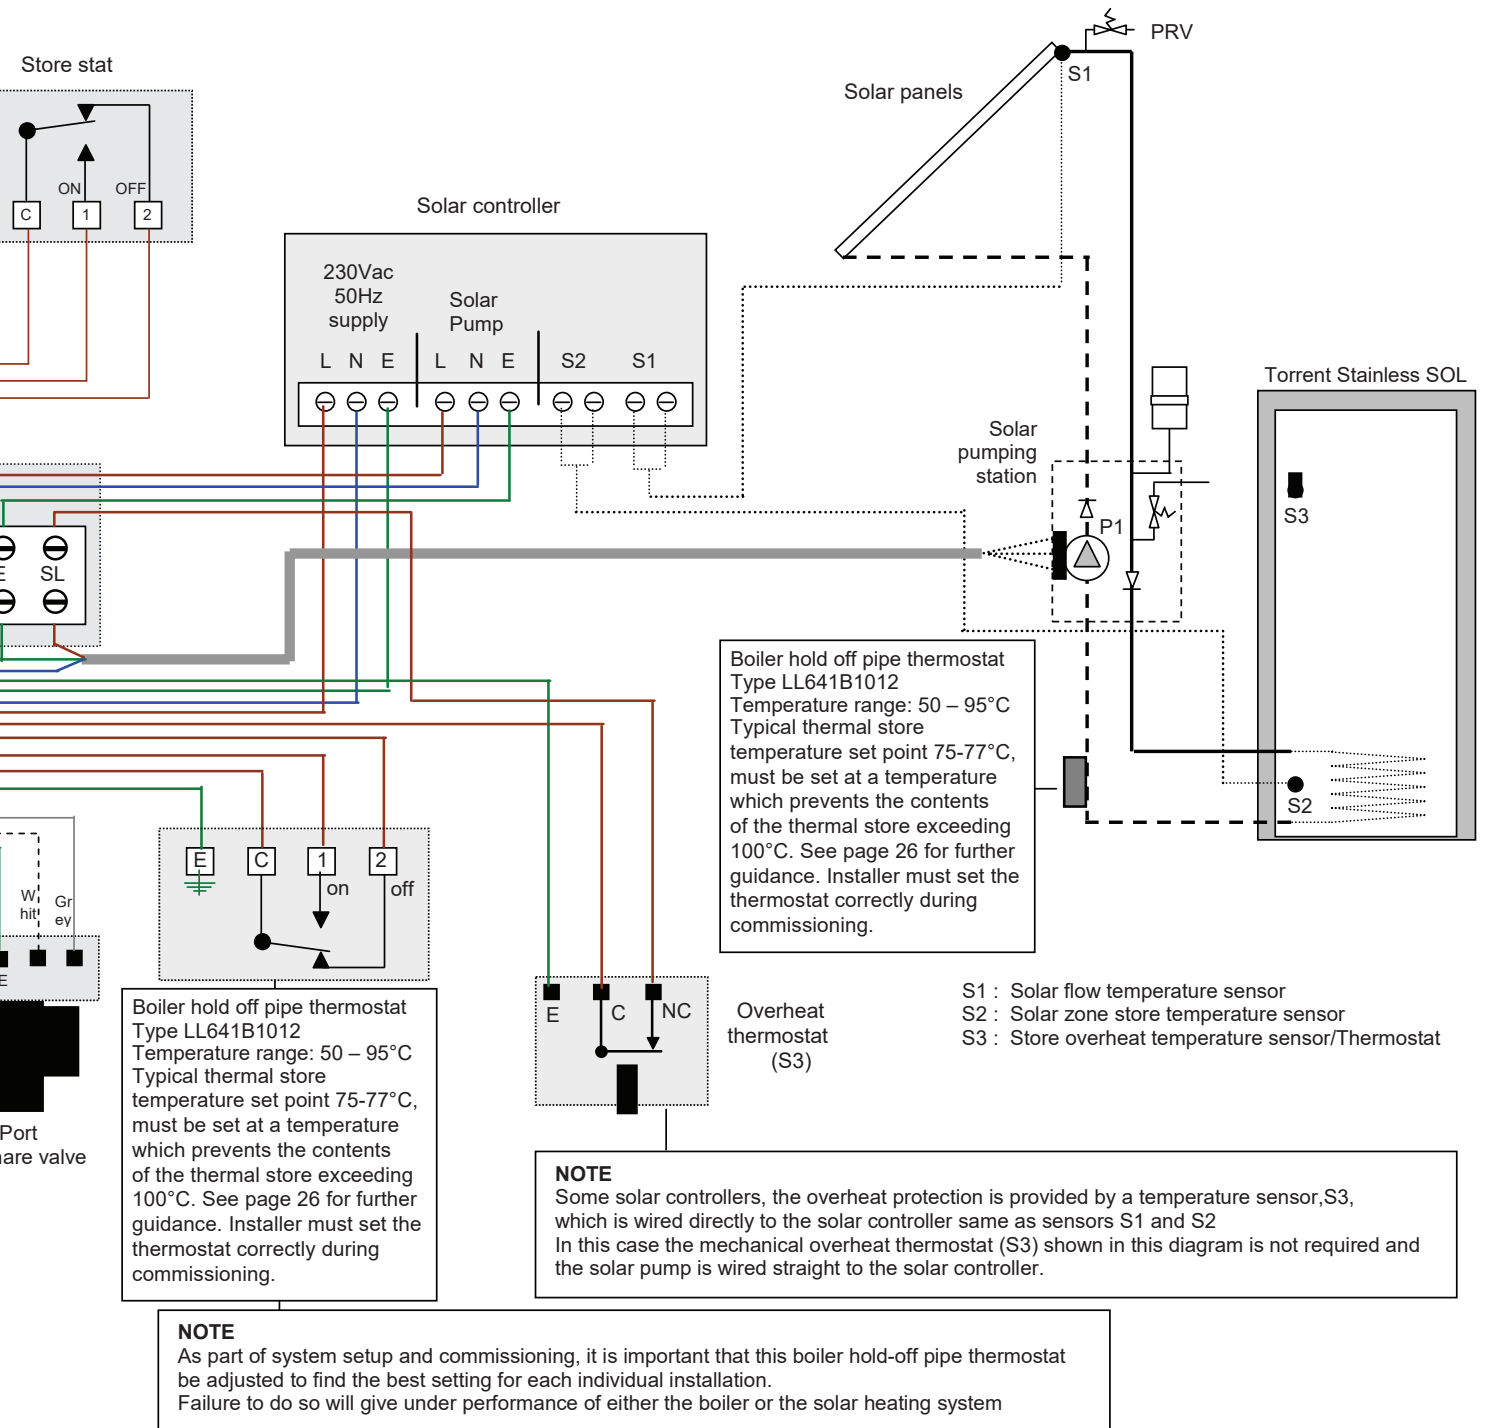 PRV
Store stat
S1
Solar panels
ON
OFF
C
1
2
Solar controller
230Vac
50Hz
supply
Solar
Pump
L N E
L N E
S2
S1
Torrent Stainless SOL
Solar
pumping
station
S3
P1
E
SL
Boiler hold off pipe thermostat
Type LL641B1012
Temperature range: 50 – 95°C
Typical thermal store
temperature set point 75-77°C,
must be set at a temperature
which prevents the contents
of the thermal store exceeding
100°C. See page 26 for further
guidance. Installer must set the
thermostat correctly during
commissioning.
S2
E
C
1
2
on
off
W
hit
Gr
ey
E
Boiler hold off pipe thermostat
Type LL641B1012
Temperature range: 50 – 95°C
Typical thermal store
temperature set point 75-77°C,
must be set at a temperature
which prevents the contents
of the thermal store exceeding
100°C. See page 26 for further
guidance. Installer must set the
thermostat correctly during
commissioning.
E
C
NC
Overheat
thermostat
(S3)
S1 : Solar flow temperature sensor
S2 : Solar zone store temperature sensor
S3 : Store overheat temperature sensor/Thermostat
Port
are valve
NOTE
Some solar controllers, the overheat protection is provided by a temperature sensor,S3,
which is wired directly to the solar controller same as sensors S1 and S2
In this case the mechanical overheat thermostat (S3) shown in this diagram is not required and
the solar pump is wired straight to the solar controller.
NOTE
As part of system setup and commissioning, it is important that this boiler hold-off pipe thermostat
be adjusted to find the best setting for each individual installation.
Failure to do so will give under performance of either the boiler or the solar heating system